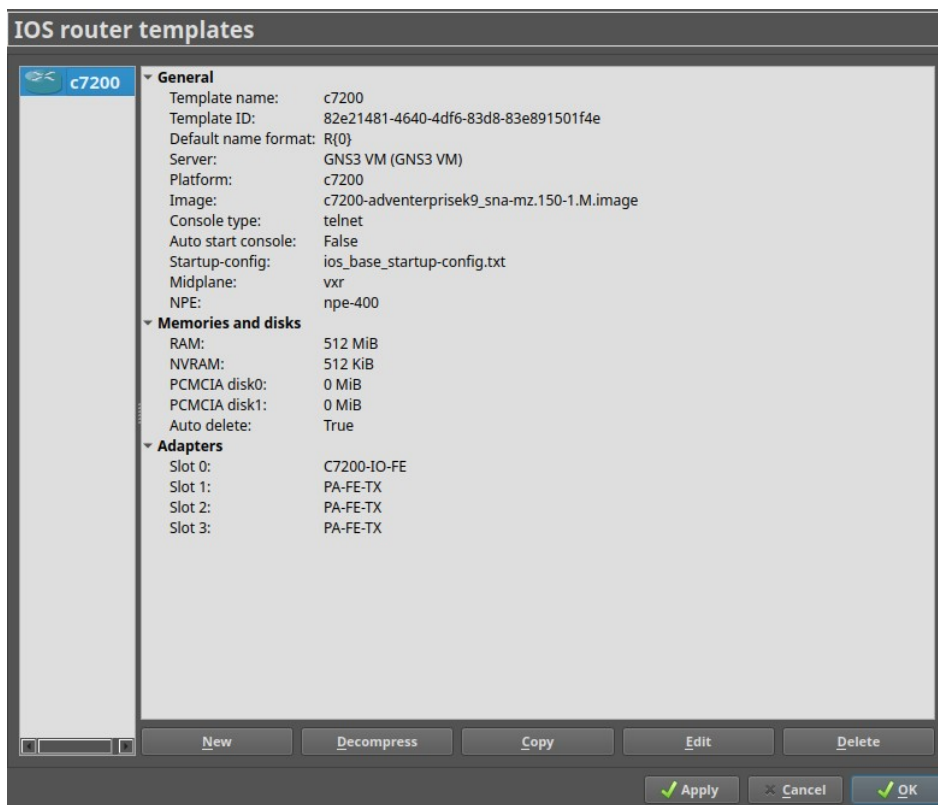 IOS router templates
c7200
General
Template name: c7200
Template ID: 82e21481-4640-4df6-83d8-83e891501f4e
Default name format: R{0}
Server: GNS3 VM (GNS3 VM)
Platform: c7200
Image: c7200-adventerprisek9_sna-mz.150-1.M.image
Console type: telnet
Auto start console: False
Startup-config: ios_base_startup-config.txt
Midplane: vxr
NPE: npe-400
Memories and disks
RAM: 512 MiB
NVRAM: 512 KiB
PCMCIA disk0: 0 MiB
PCMCIA disk1: 0 MiB
Auto delete: True
Adapters
Slot 0: C7200-IO-FE
Slot 1: PA-FE-TX
Slot 2: PA-FE-TX
Slot 3: PA-FE-TX
New Decompress Copy Edit Delete
Apply Cancel OK